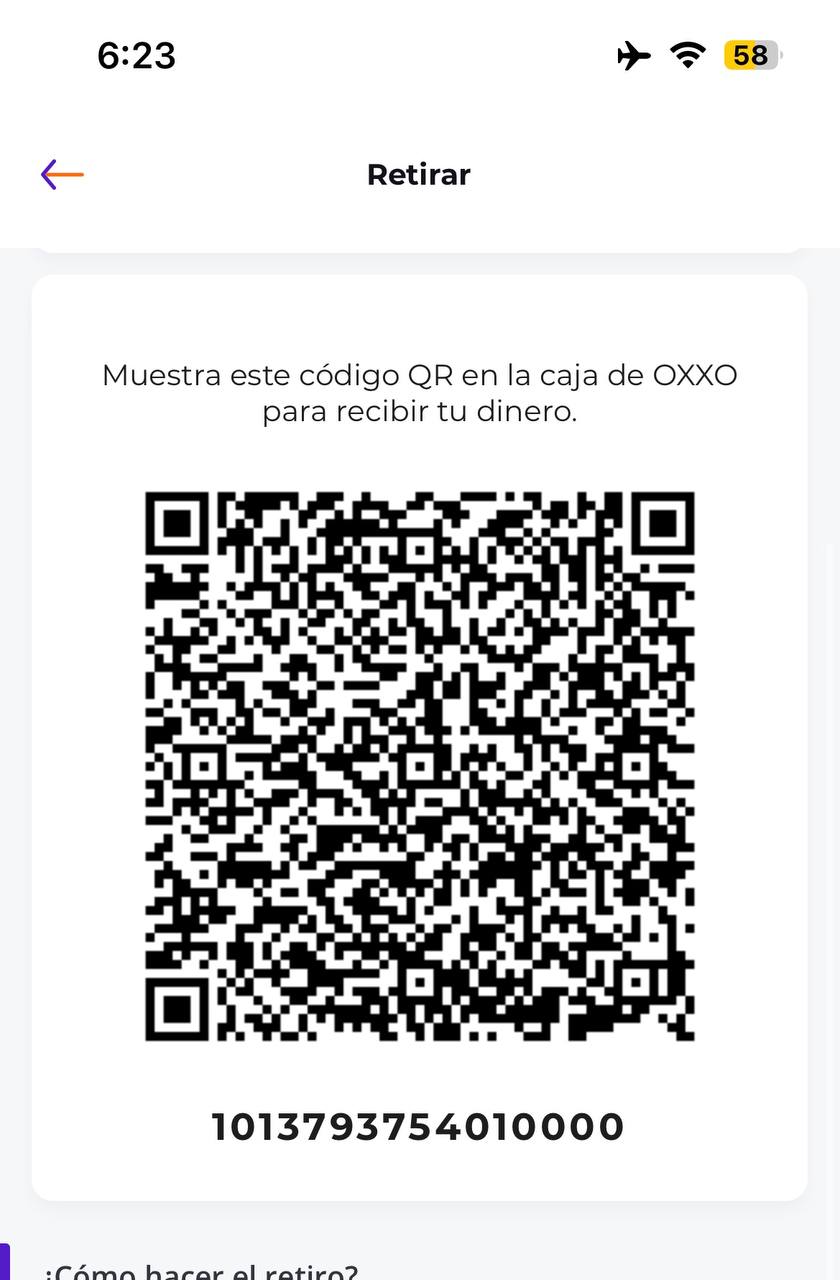 6:23
58
Retirar
Muestra este código QR en la caja de OXXO
para recibir tu dinero.
1013793754010000
¿Cómo hacer el retiro?